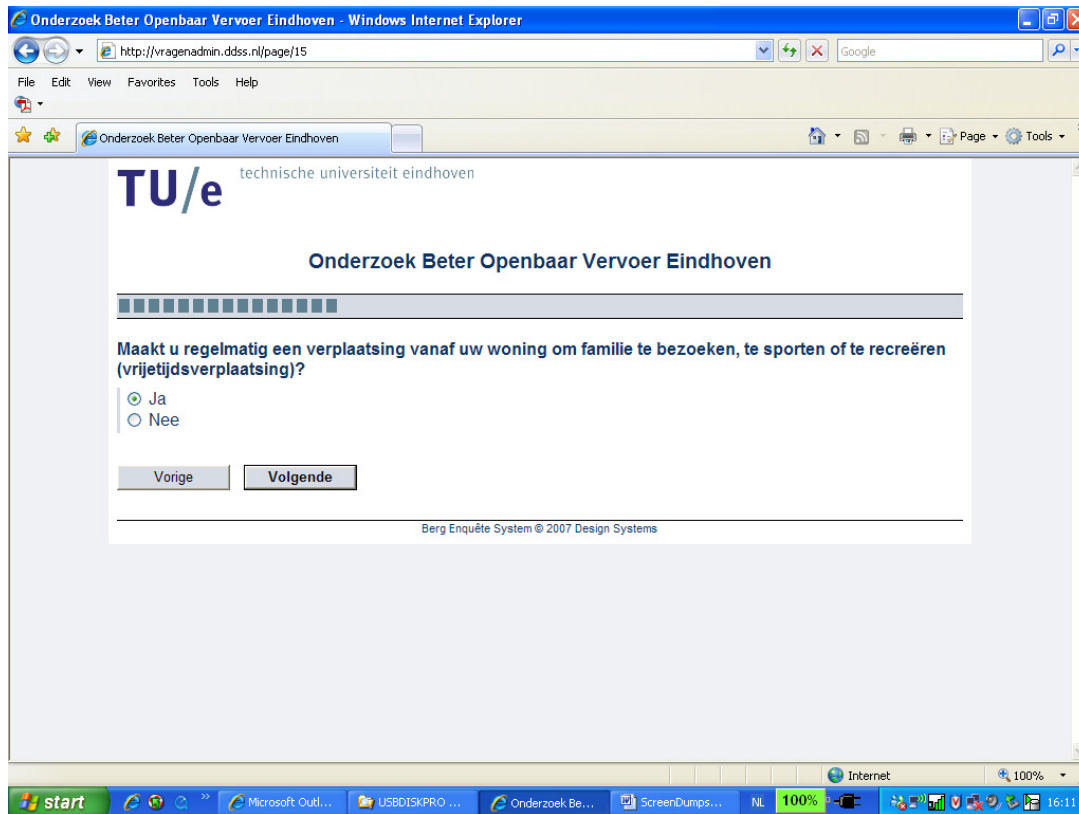 Onderzoek Beter Openbaar Vervoer Eindhoven - Windows Internet Explorer
http://vragenadmin.ddss.nl/page/15
Google
File Edit View Favorites Tools Help
Onderzoek Beter Openbaar Vervoer Eindhoven
Page Tools
TU/e technische universiteit eindhoven
Onderzoek Beter Openbaar Vervoer Eindhoven
Maakt u regelmatig een verplaatsing vanaf uw woning om familie te bezoeken, te sporten of te recreëren
(vrijetijdsverplaatsing)?
Ja
Nee
Vorige Volgende
Berg Enquête System © 2007 Design Systems
Internet 100%
start Microsoft Outl... USBDISKPRO ... Onderzoek Be... ScreenDumps... NL 100% 16:11